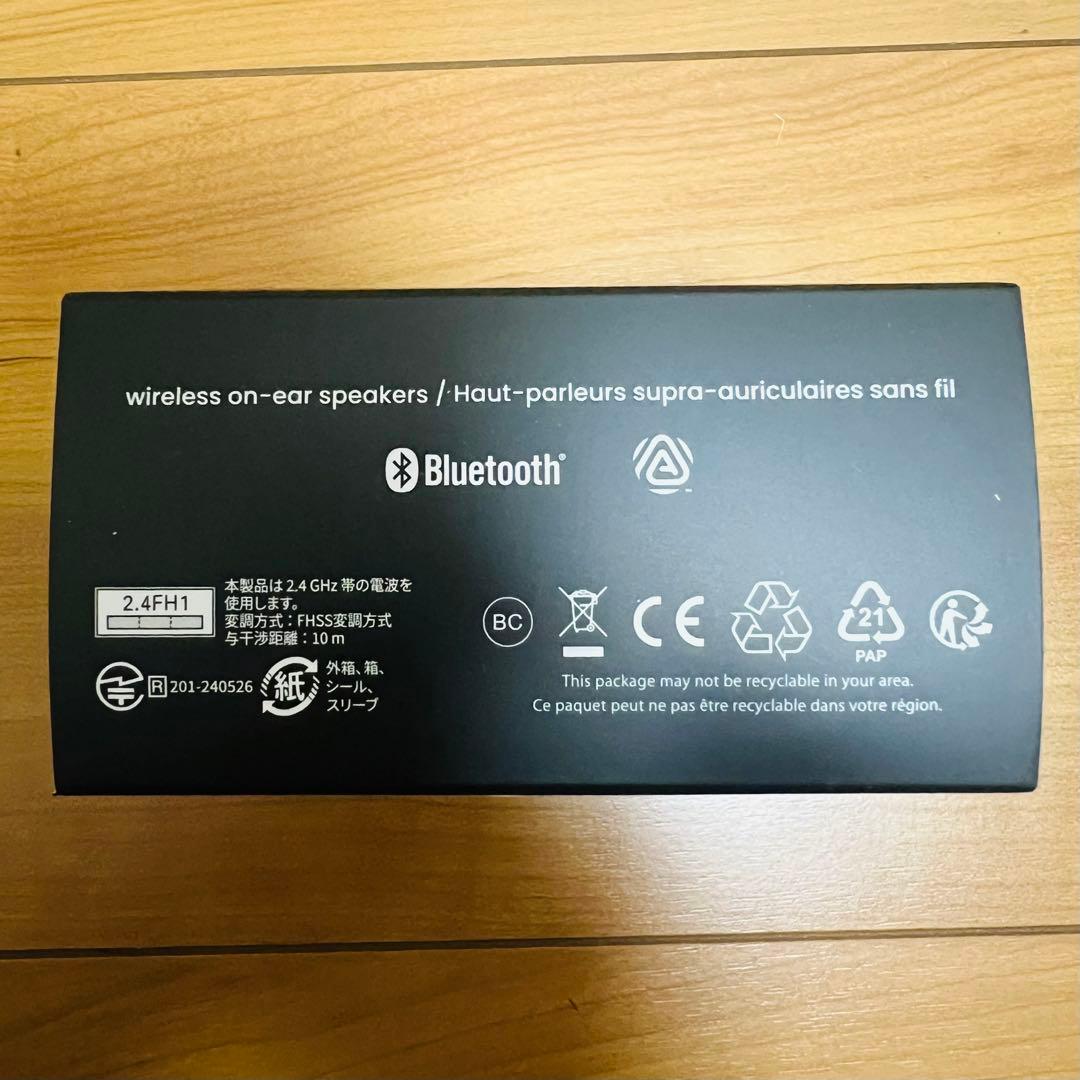 wireless on-ear speakers / Haut-parleurs supra-auriculaires sans fil
Bluetooth®
™
2.4FH1
本製品は 2.4 GHz 帯の電波を
使用します。
変調方式：FHSS変調方式
与干渉距離：10 m
R 201-240526
紙
外箱、箱、
シール、
スリーブ
BC
CE
21
PAP
This package may not be recyclable in your area.
Ce paquet peut ne pas être recyclable dans votre région.